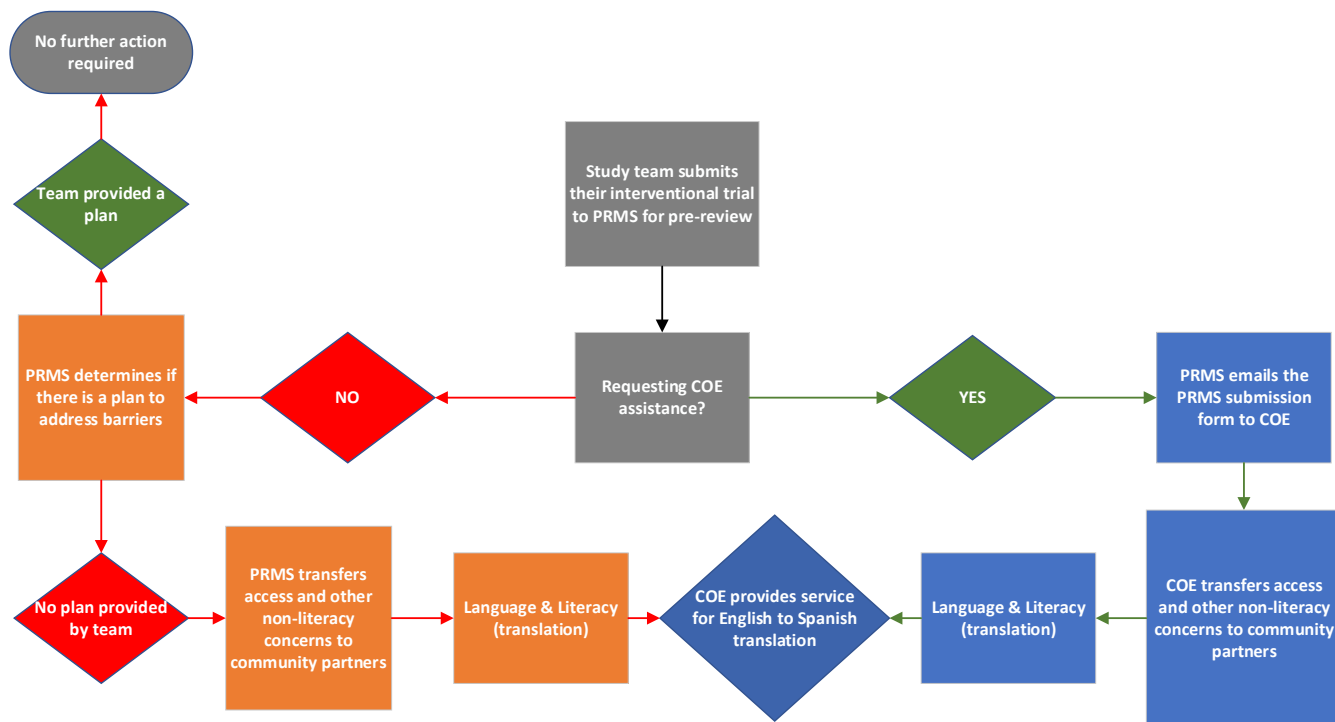 No further action
required
Team provided a
plan
Study team submits
their interventional trial
to PRMS for pre-review
PRMS determines if
there is a plan to
address barriers
NO
Requesting COE
assistance?
YES
PRMS emails the
PRMS submission
form to COE
No plan provided
by team
PRMS transfers
access and other
non-literacy
concerns to
community partners
Language & Literacy
(translation)
COE provides service
for English to Spanish
translation
Language & Literacy
(translation)
COE transfers access
and other non-literacy
concerns to community
partners